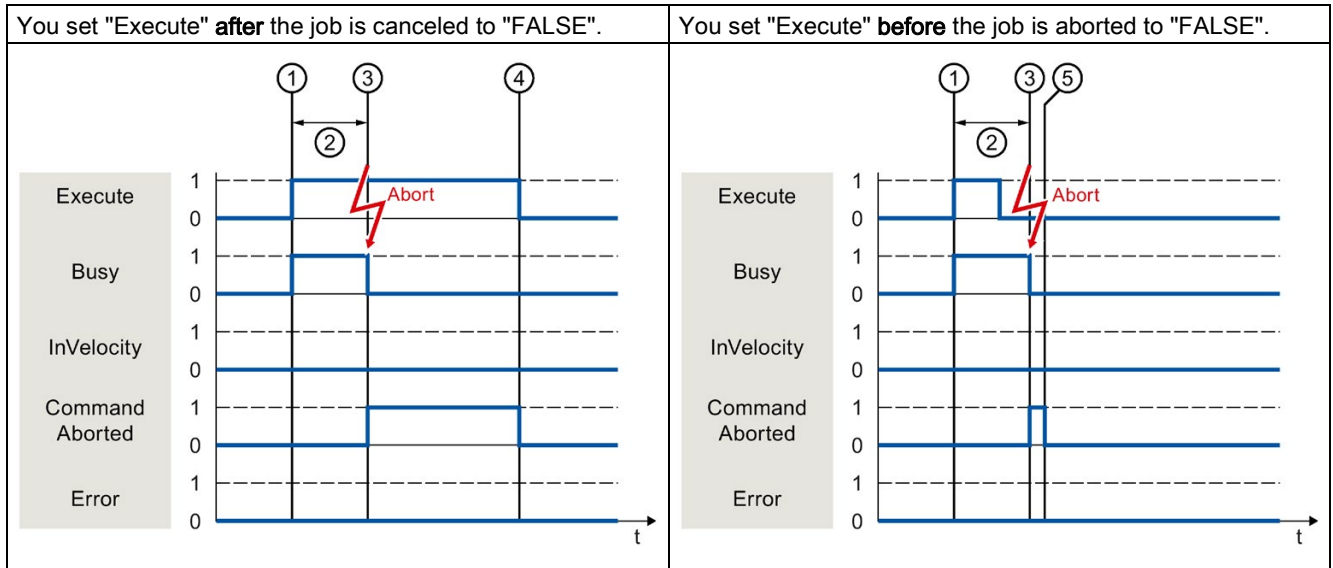 You set "Execute" after the job is canceled to "FALSE".
1
3
4
2
Execute
1
0
Abort
Busy
1
0
InVelocity
1
0
Command
Aborted
1
0
Error
1
0
t
You set "Execute" before the job is aborted to "FALSE".
1
3
5
2
Execute
1
0
Abort
Busy
1
0
InVelocity
1
0
Command
Aborted
1
0
Error
1
0
t